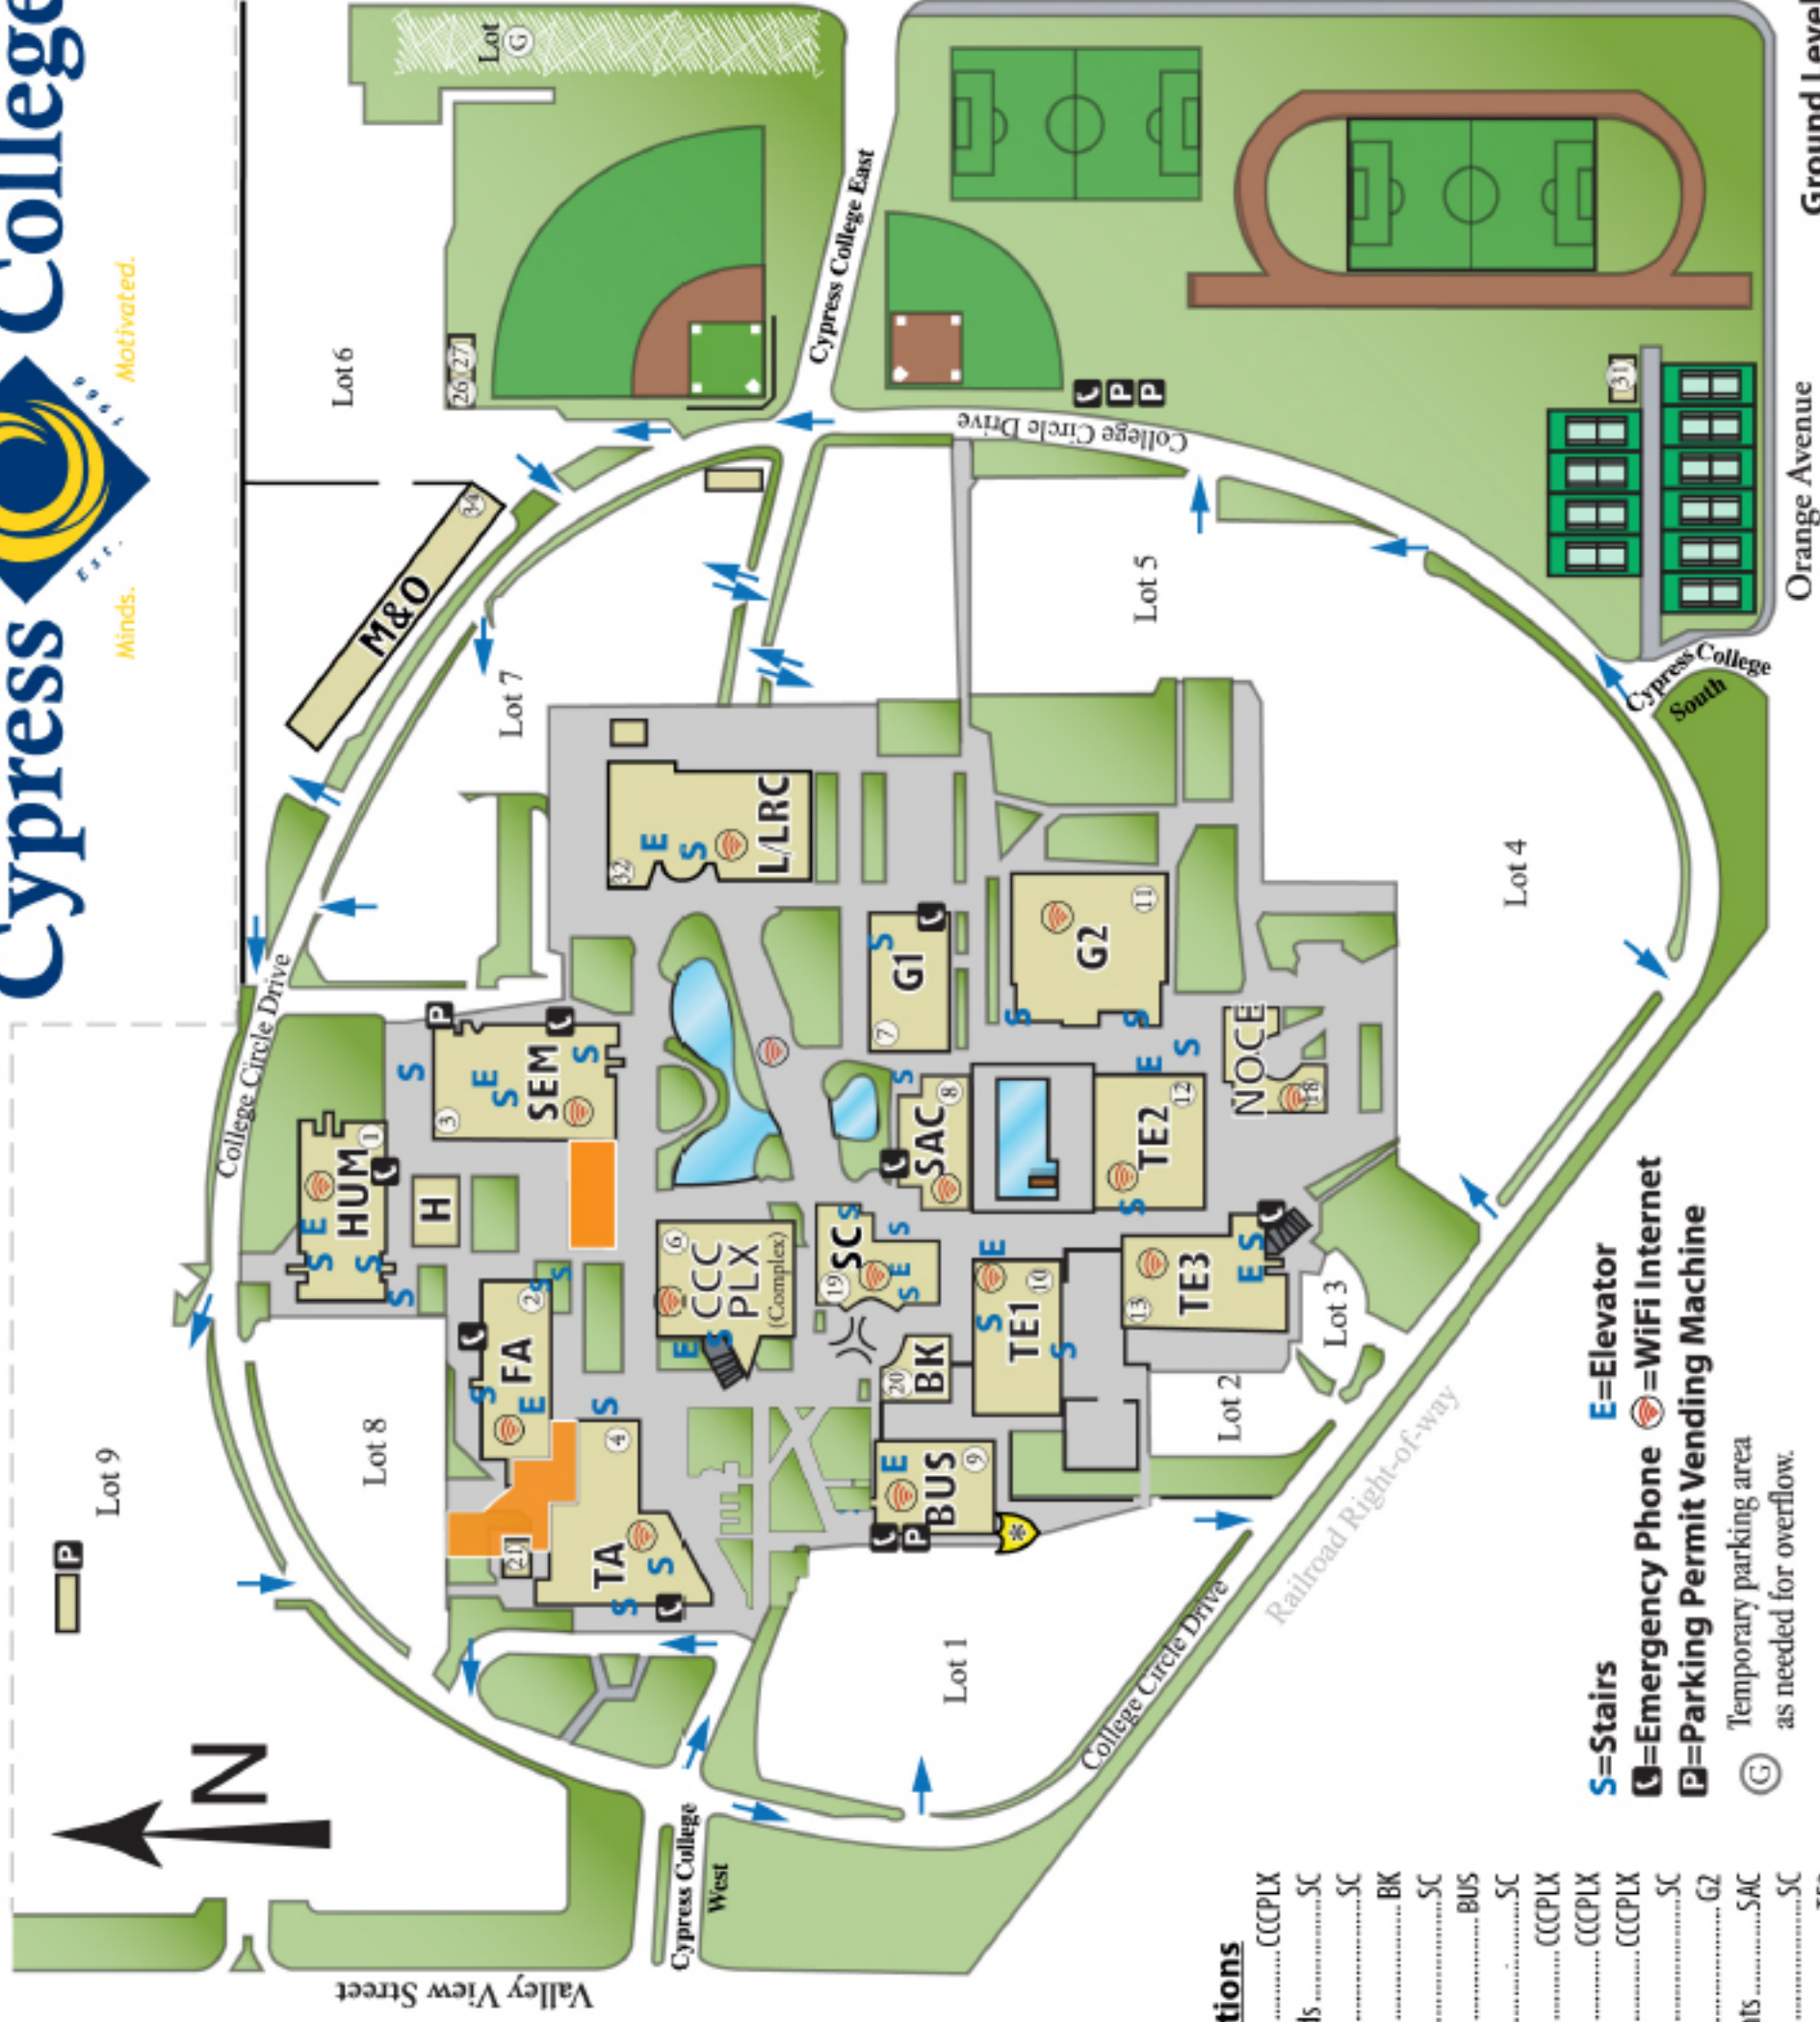 Cypress College
Minds. Motivated.
Est. 1966
N
Lot 9
P
Valley View Street
Lot 8
College Circle Drive
M&O
34
Lot 6
26 27
Lot G
Lot 7
HUM 1
H
SEM 3
P
FA 2
TA 4
21
CCC PLX (Complex) 6
L/LRC 32
G1 7
G2 11
SAC 8
SC 19
BK 20
BUS 9
P
TE1 10
TE2 12
TE3 13
NOCE 18
Cypress College East
College Circle Drive
P
P
31
Lot 5
Lot 4
Lot 3
Lot 2
Lot 1
Cypress College West
Cypress College South
College Circle Drive
Railroad Right-of-way
Orange Avenue
Ground Level
S=Stairs E=Elevator
=Emergency Phone =WiFi Internet
P=Parking Permit Vending Machine
G Temporary parking area
as needed for overflow.
CCCPLX
SC
SC
BK
SC
BUS
SC
CCCPLX
CCCPLX
CCCPLX
SC
G2
SAC
SC